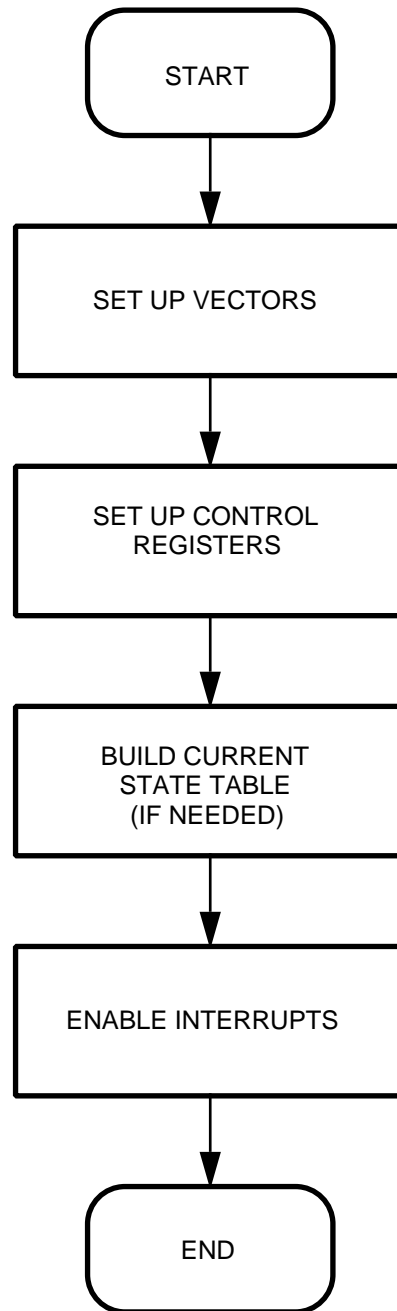 START
SET UP VECTORS
SET UP CONTROL
REGISTERS
BUILD CURRENT
STATE TABLE
(IF NEEDED)
ENABLE INTERRUPTS
END